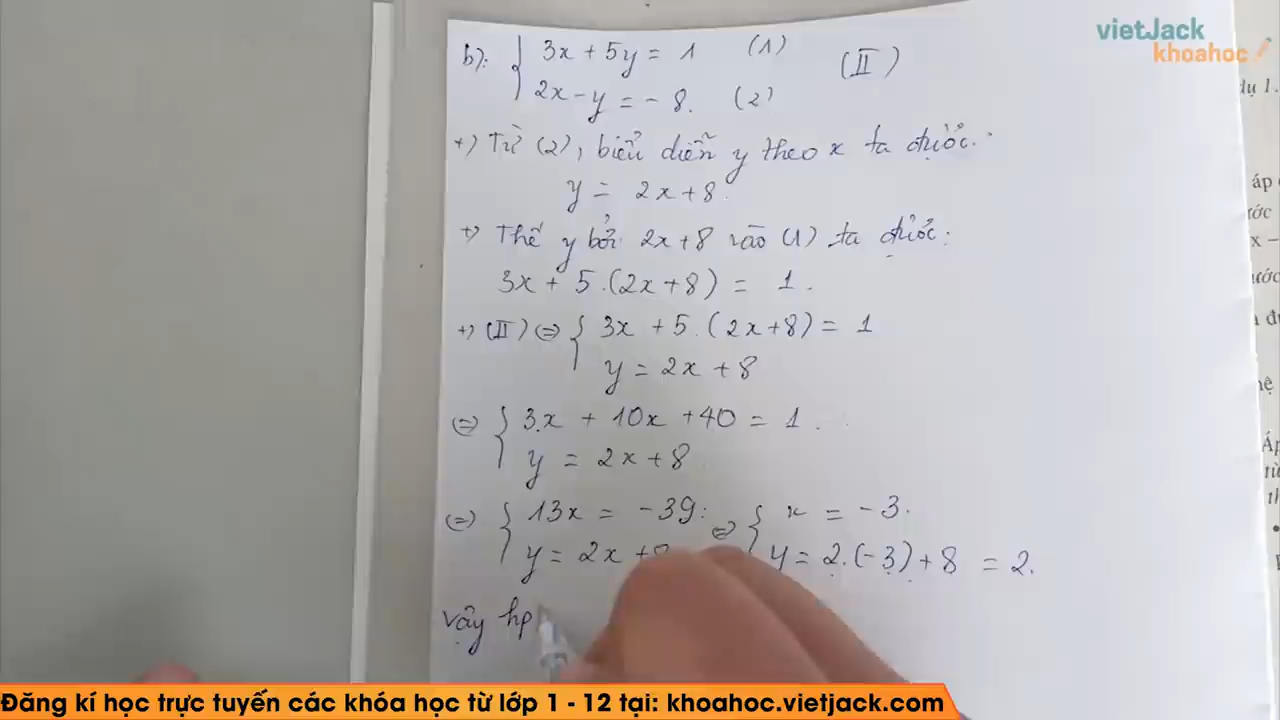 vietJack
khoahoc
b): { 3x + 5y = 1 (1) (II)
2x - y = - 8. (2)
+) Từ (2), biểu diễn y theo x ta được:
y = 2x + 8.
+) Thế y bởi 2x + 8 vào (1) ta được:
3x + 5.(2x + 8) = 1.
+) (II) ⇔ { 3x + 5.(2x + 8) = 1
y = 2x + 8
⇔ { 3x + 10x + 40 = 1.
y = 2x + 8
⇔ { 13x = -39. ⇔ { x = -3.
y = 2x + y = 2.(-3) + 8 = 2.
Vậy hp
áp
x –
Đăng kí học trực tuyến các khóa học từ lớp 1 - 12 tại: khoahoc.vietjack.com